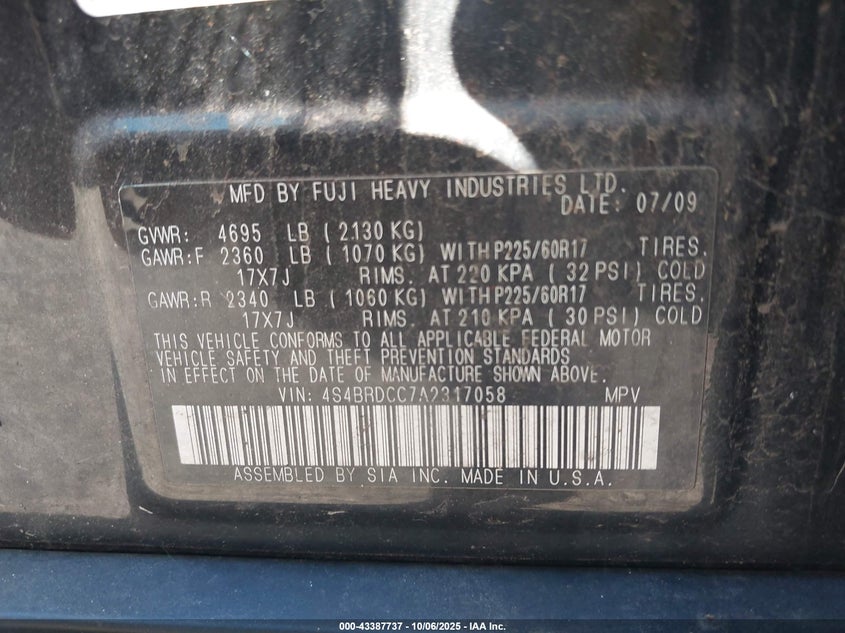 MFD BY FUJI HEAVY INDUSTRIES LTD.
DATE: 07/09
GVWR: 4695 LB ( 2130 KG)
GAWR:F 2360 LB ( 1070 KG) WITHP225/60R17 TIRES.
17X7J RIMS. AT 220 KPA ( 32 PSI) COLD
GAWR:R 2340 LB ( 1060 KG) WITHP225/60R17 TIRES.
17X7J RIMS. AT 210 KPA ( 30 PSI) COLD
THIS VEHICLE CONFORMS TO ALL APPLICABLE FEDERAL MOTOR
VEHICLE SAFETY AND THEFT PREVENTION STANDARDS
IN EFFECT ON THE DATE OF MANUFACTURE SHOWN ABOVE.
VIN: 4S4BRDCC7A2317058 MPV
ASSEMBLED BY SIA INC. MADE IN U.S.A.
000-43387737 - 10/06/2025 - IAA Inc.